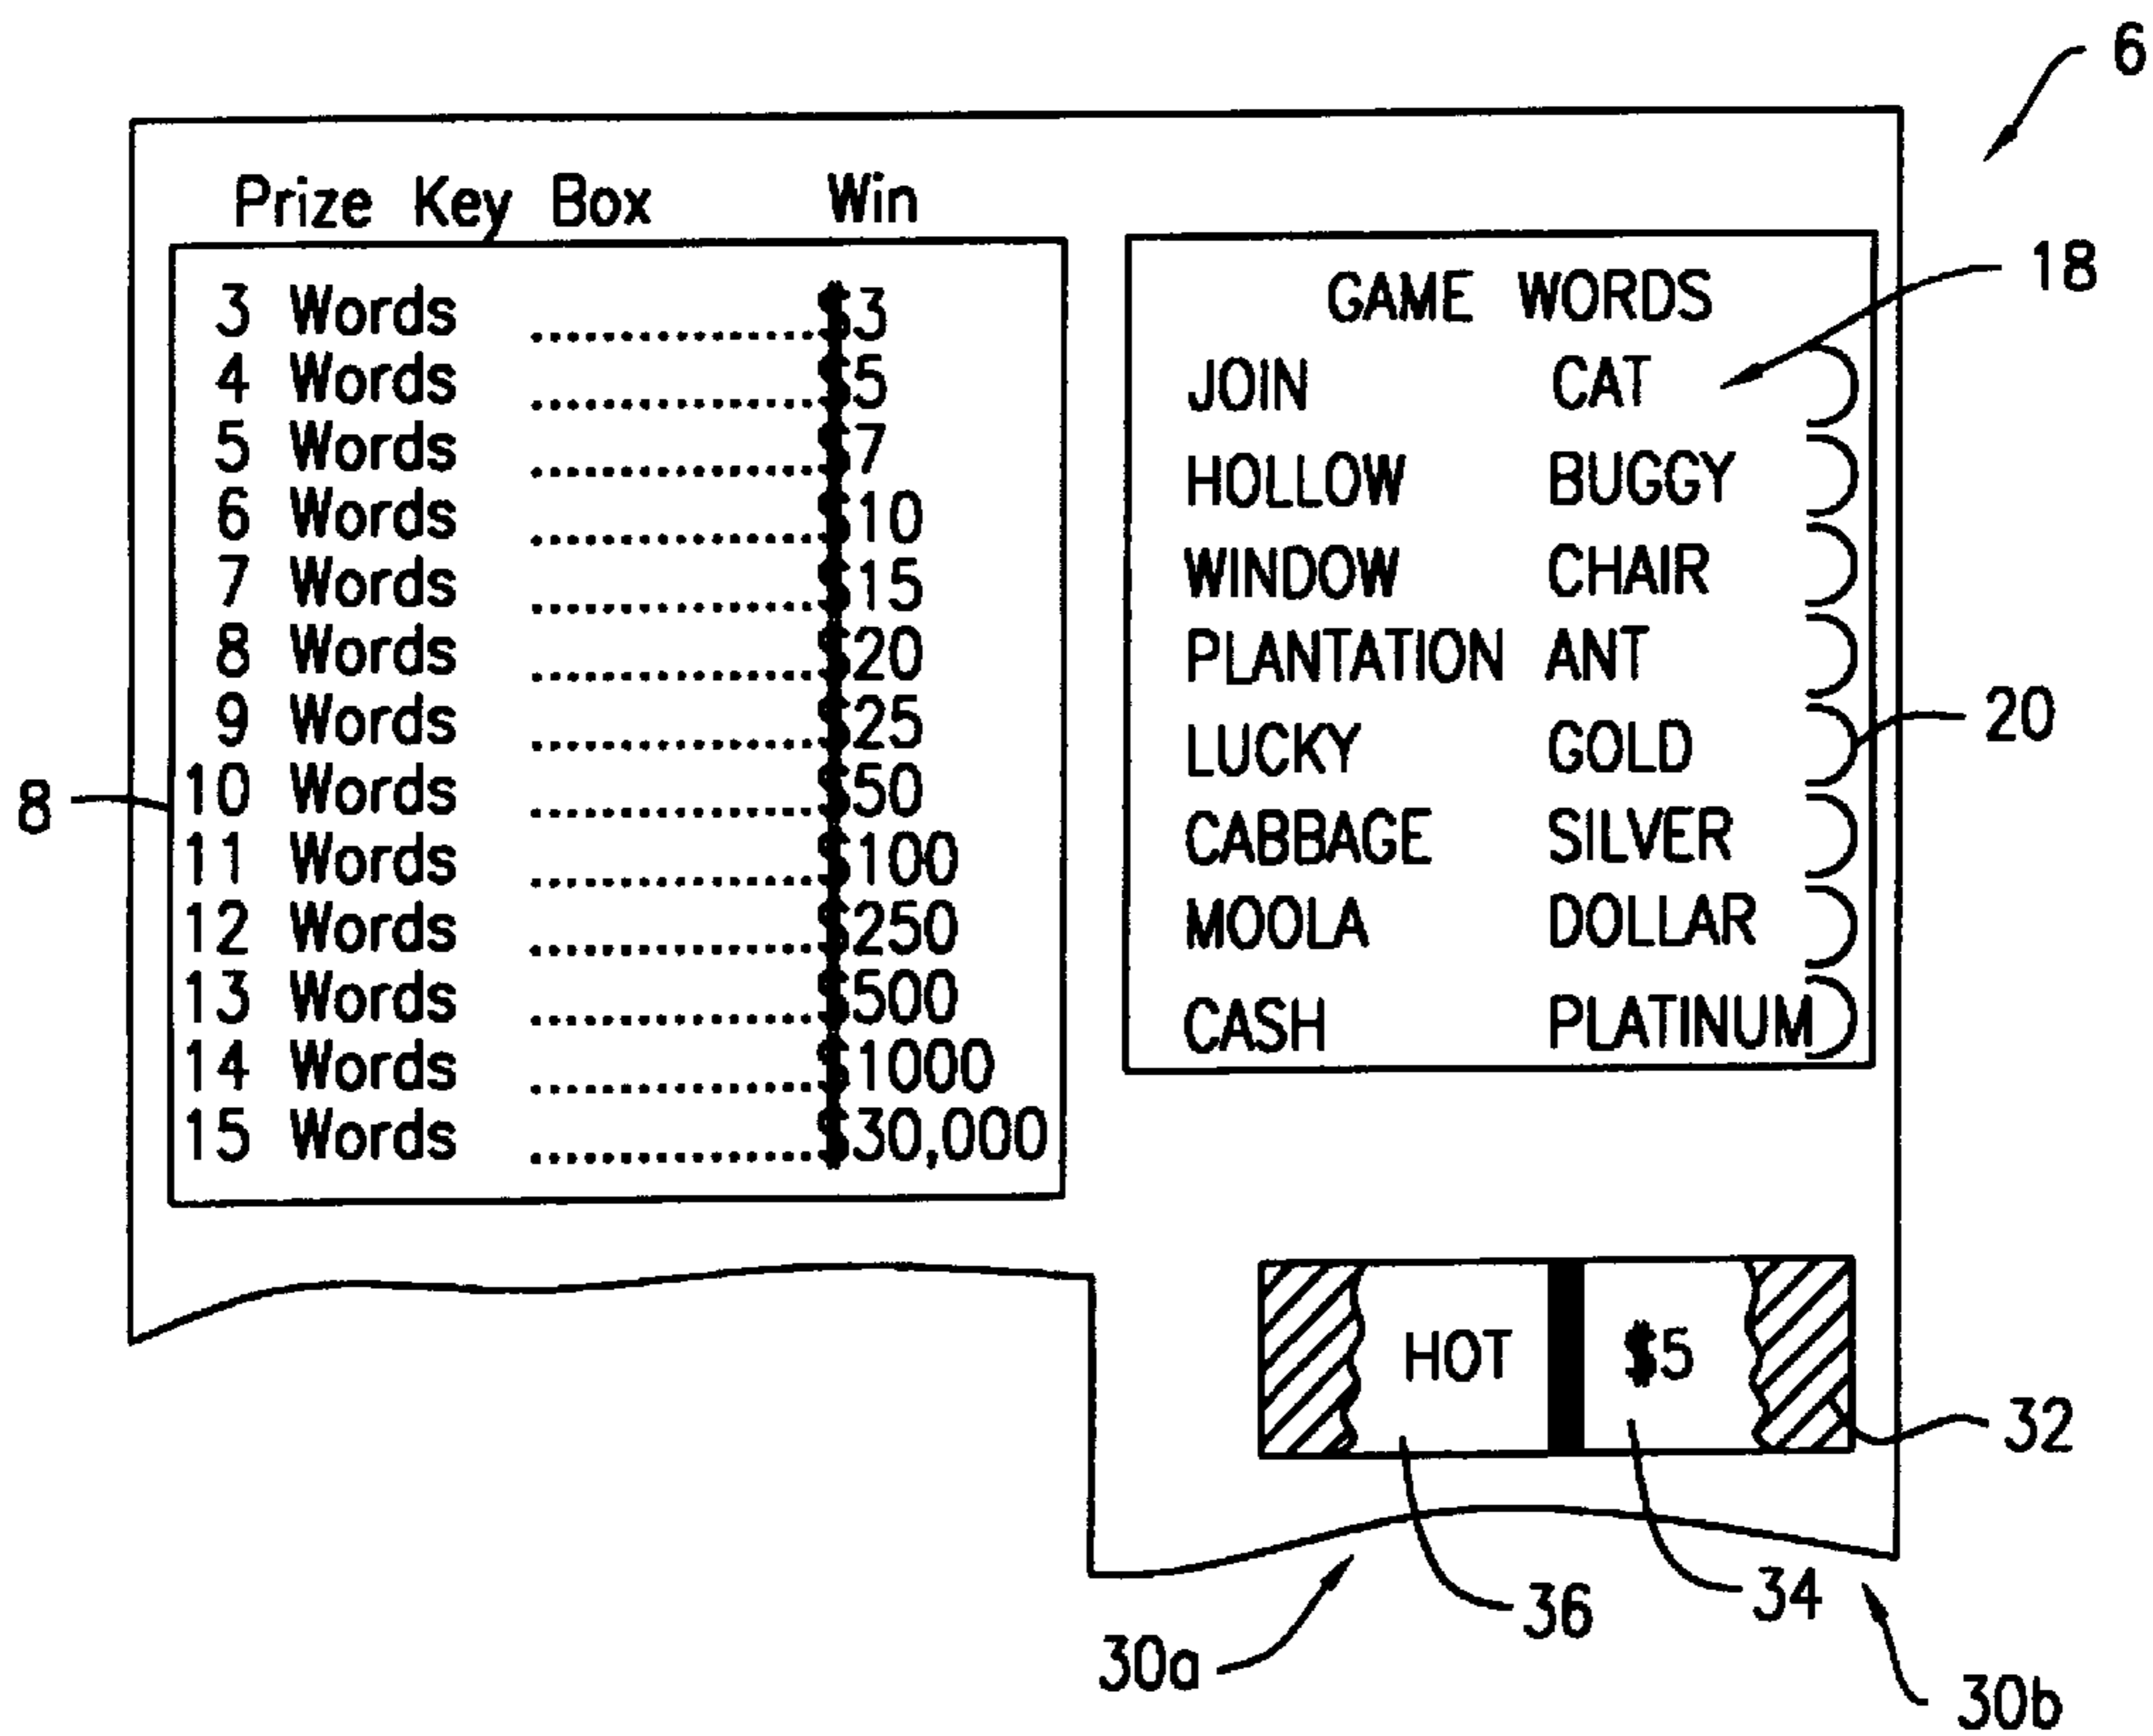 6
Prize Key Box Win
3 Words ................$3
4 Words ................$5
5 Words ................$7
6 Words ................$10
7 Words ................$15
8 Words ................$20
9 Words ................$25
10 Words ................$50
11 Words ................$100
12 Words ................$250
13 Words ................$500
14 Words ................$1000
15 Words ................$30,000
8
GAME WORDS
18
JOIN CAT
HOLLOW BUGGY
WINDOW CHAIR
PLANTATION ANT
LUCKY GOLD
20
CABBAGE SILVER
MOOLA DOLLAR
CASH PLATINUM
HOT $5
32
36
34
30a
30b